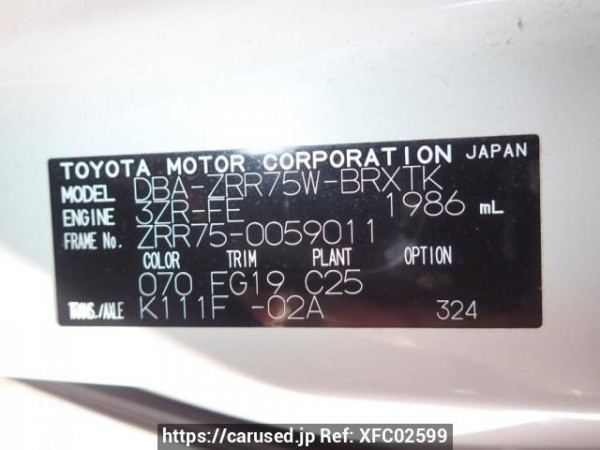 TOYOTA MOTOR CORPORATION JAPAN
MODEL DBA-ZRR75W-BRXTK
ENGINE 3ZR-FE 1986 mL
FRAME No. ZRR75-0059011
COLOR TRIM PLANT OPTION
070 FG19 C25
TRANS./AXLE K111F -02A 324
https://carused.jp Ref: XFC02599